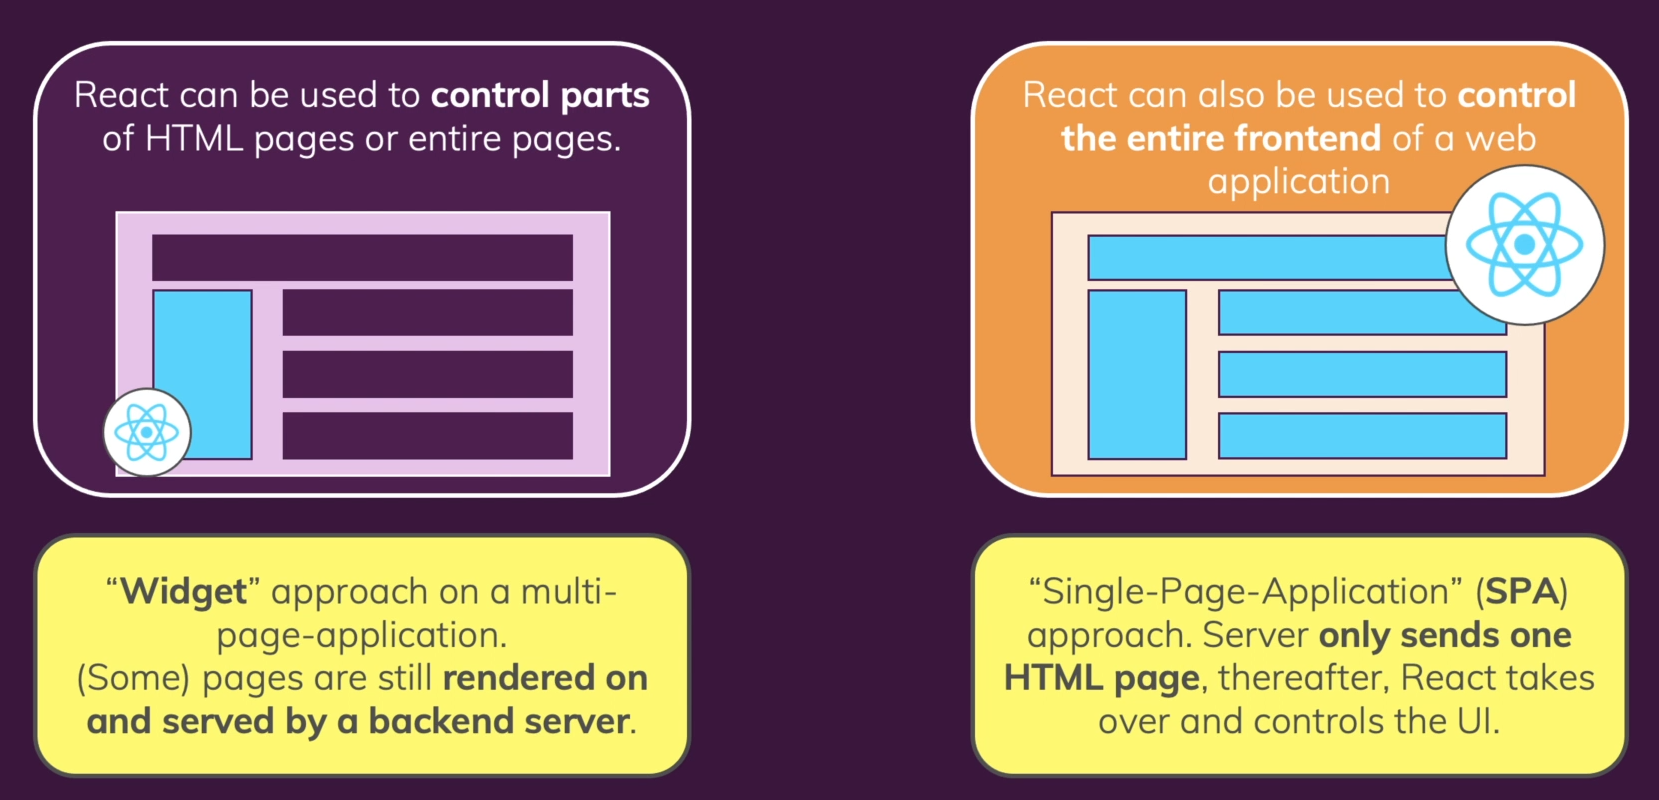 React can be used to control parts
of HTML pages or entire pages.
React can also be used to control
the entire frontend of a web
application
“Widget” approach on a multi-
page-application.
(Some) pages are still rendered on
and served by a backend server.
“Single-Page-Application” (SPA)
approach. Server only sends one
HTML page, thereafter, React takes
over and controls the UI.